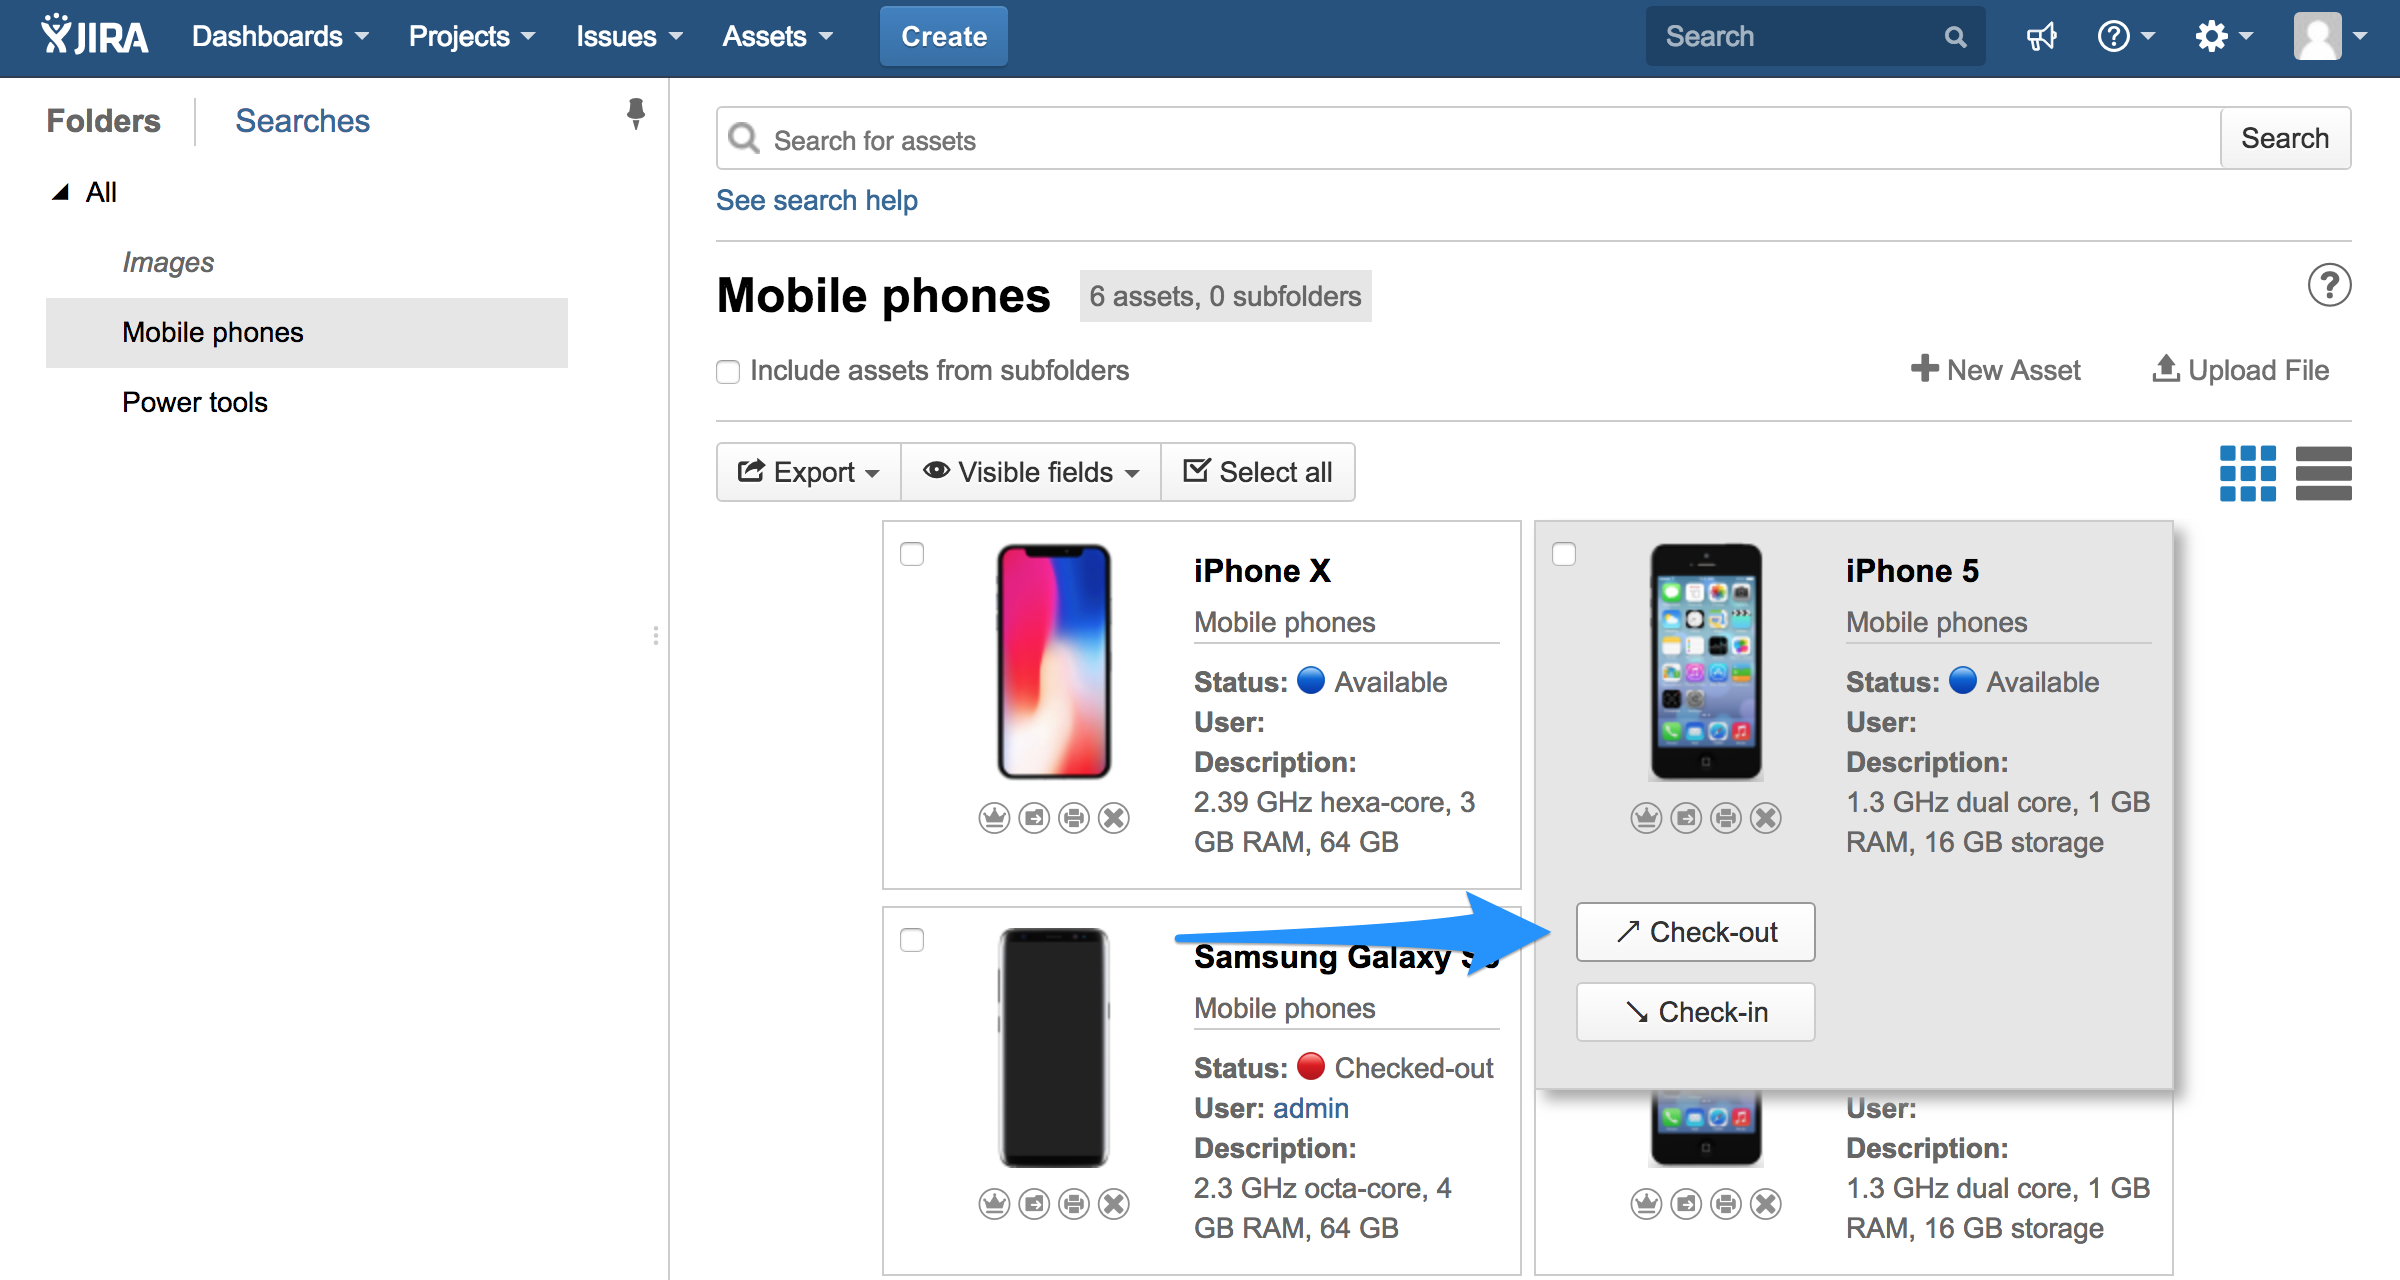 JIRA Dashboards Projects Issues Assets Create Search
Folders Searches
All
Images
Mobile phones
Power tools
Search for assets Search
See search help
Mobile phones 6 assets, 0 subfolders
Include assets from subfolders New Asset Upload File
Export Visible fields Select all
iPhone X
Mobile phones
Status: Available
User:
Description:
2.39 GHz hexa-core, 3
GB RAM, 64 GB
iPhone 5
Mobile phones
Status: Available
User:
Description:
1.3 GHz dual core, 1 GB
RAM, 16 GB storage
Check-out
Check-in
Samsung Galaxy
Mobile phones
Status: Checked-out
User: admin
Description:
2.3 GHz octa-core, 4
GB RAM, 64 GB
User:
Description:
1.3 GHz dual core, 1 GB
RAM, 16 GB storage